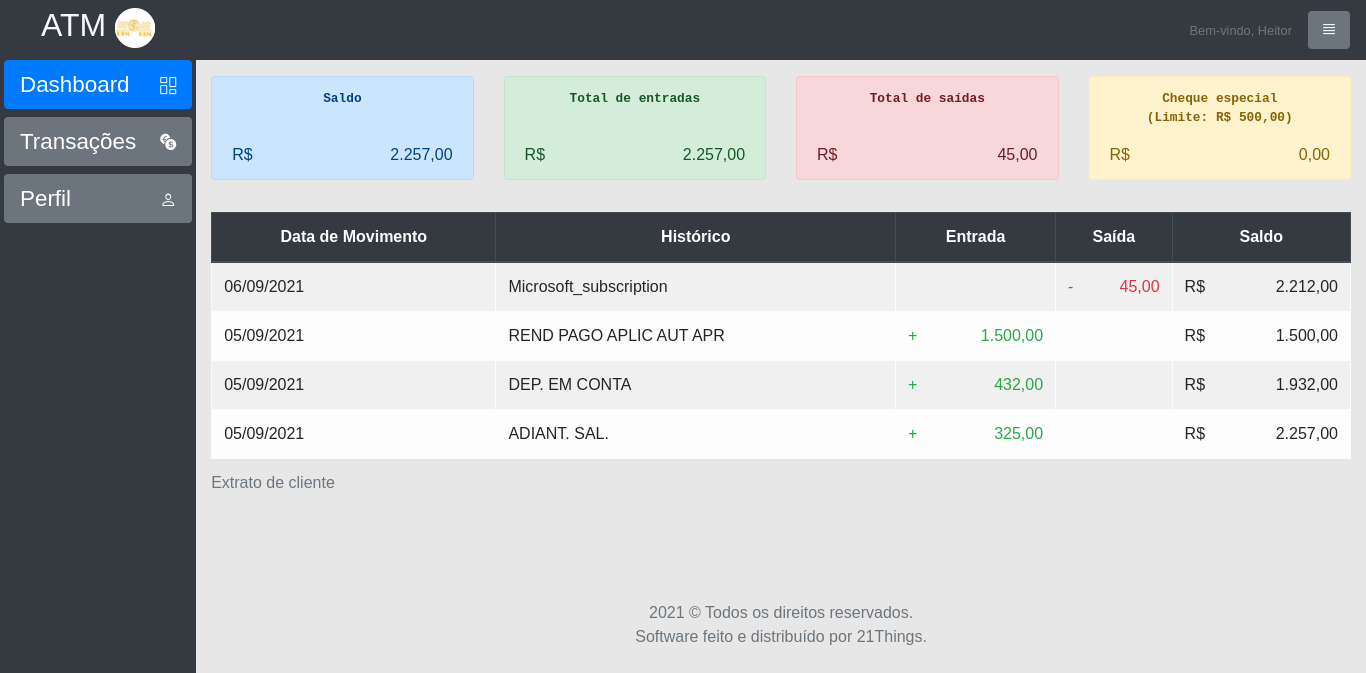 ATM
Bem-vindo, Heitor
Dashboard
Transações
Perfil
Saldo
R$ 2.257,00
Total de entradas
R$ 2.257,00
Total de saídas
R$ 45,00
Cheque especial
(Limite: R$ 500,00)
R$ 0,00
Data de Movimento Histórico Entrada Saída Saldo
06/09/2021 Microsoft_subscription - 45,00 R$ 2.212,00
05/09/2021 REND PAGO APLIC AUT APR + 1.500,00 R$ 1.500,00
05/09/2021 DEP. EM CONTA + 432,00 R$ 1.932,00
05/09/2021 ADIANT. SAL. + 325,00 R$ 2.257,00
Extrato de cliente
2021 © Todos os direitos reservados.
Software feito e distribuído por 21Things.